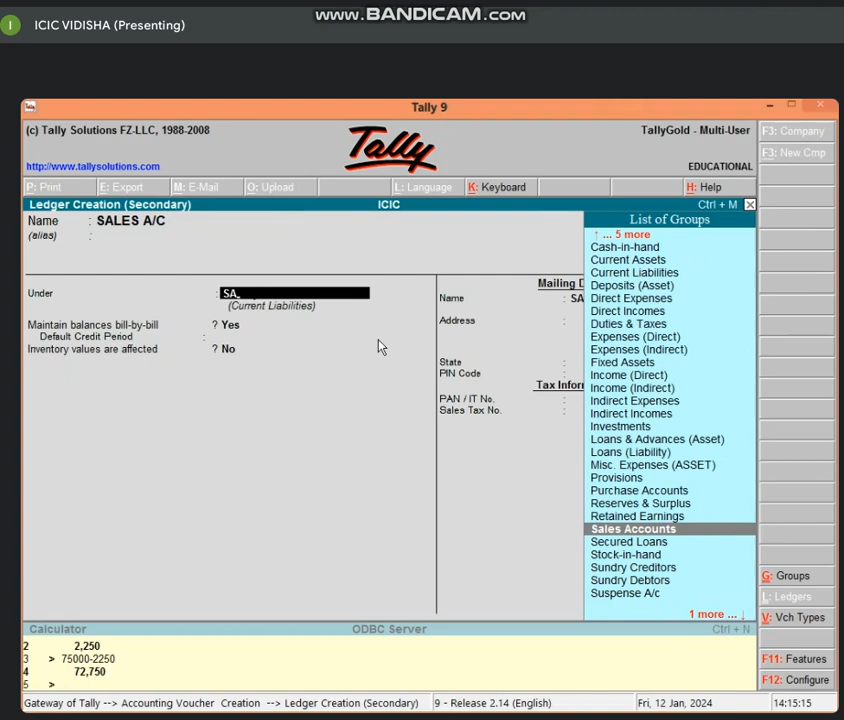 www.BANDICAM.com
I ICIC VIDISHA (Presenting)
Tally 9
(c) Tally Solutions FZ-LLC, 1988-2008
Tally
TallyGold - Multi-User
http://www.tallysolutions.com
EDUCATIONAL
P: Print E: Export M: E-Mail O: Upload L: Language K: Keyboard H: Help
F3: Company
F3: New Cmp
Ledger Creation (Secondary) ICIC Ctrl + M
Name : SALES A/C
(alias) :
Under : SA
(Current Liabilities)
Maintain balances bill-by-bill ? Yes
Default Credit Period :
Inventory values are affected ? No
Mailing D
Name : SA
Address :
State :
PIN Code :
Tax Infor
PAN / IT No. :
Sales Tax No. :
List of Groups
↑ ... 5 more
Cash-in-hand
Current Assets
Current Liabilities
Deposits (Asset)
Direct Expenses
Direct Incomes
Duties & Taxes
Expenses (Direct)
Expenses (Indirect)
Fixed Assets
Income (Direct)
Income (Indirect)
Indirect Expenses
Indirect Incomes
Investments
Loans & Advances (Asset)
Loans (Liability)
Misc. Expenses (ASSET)
Provisions
Purchase Accounts
Reserves & Surplus
Retained Earnings
Sales Accounts
Secured Loans
Stock-in-hand
Sundry Creditors
Sundry Debtors
Suspense A/c
1 more ... ↓
G: Groups
L: Ledgers
V: Vch Types
F11: Features
F12: Configure
Calculator ODBC Server Ctrl + N
2 2,250
3 > 75000-2250
4 72,750
5 >
Gateway of Tally --> Accounting Voucher Creation --> Ledger Creation (Secondary) 9 - Release 2.14 (English) Fri, 12 Jan, 2024 14:15:15